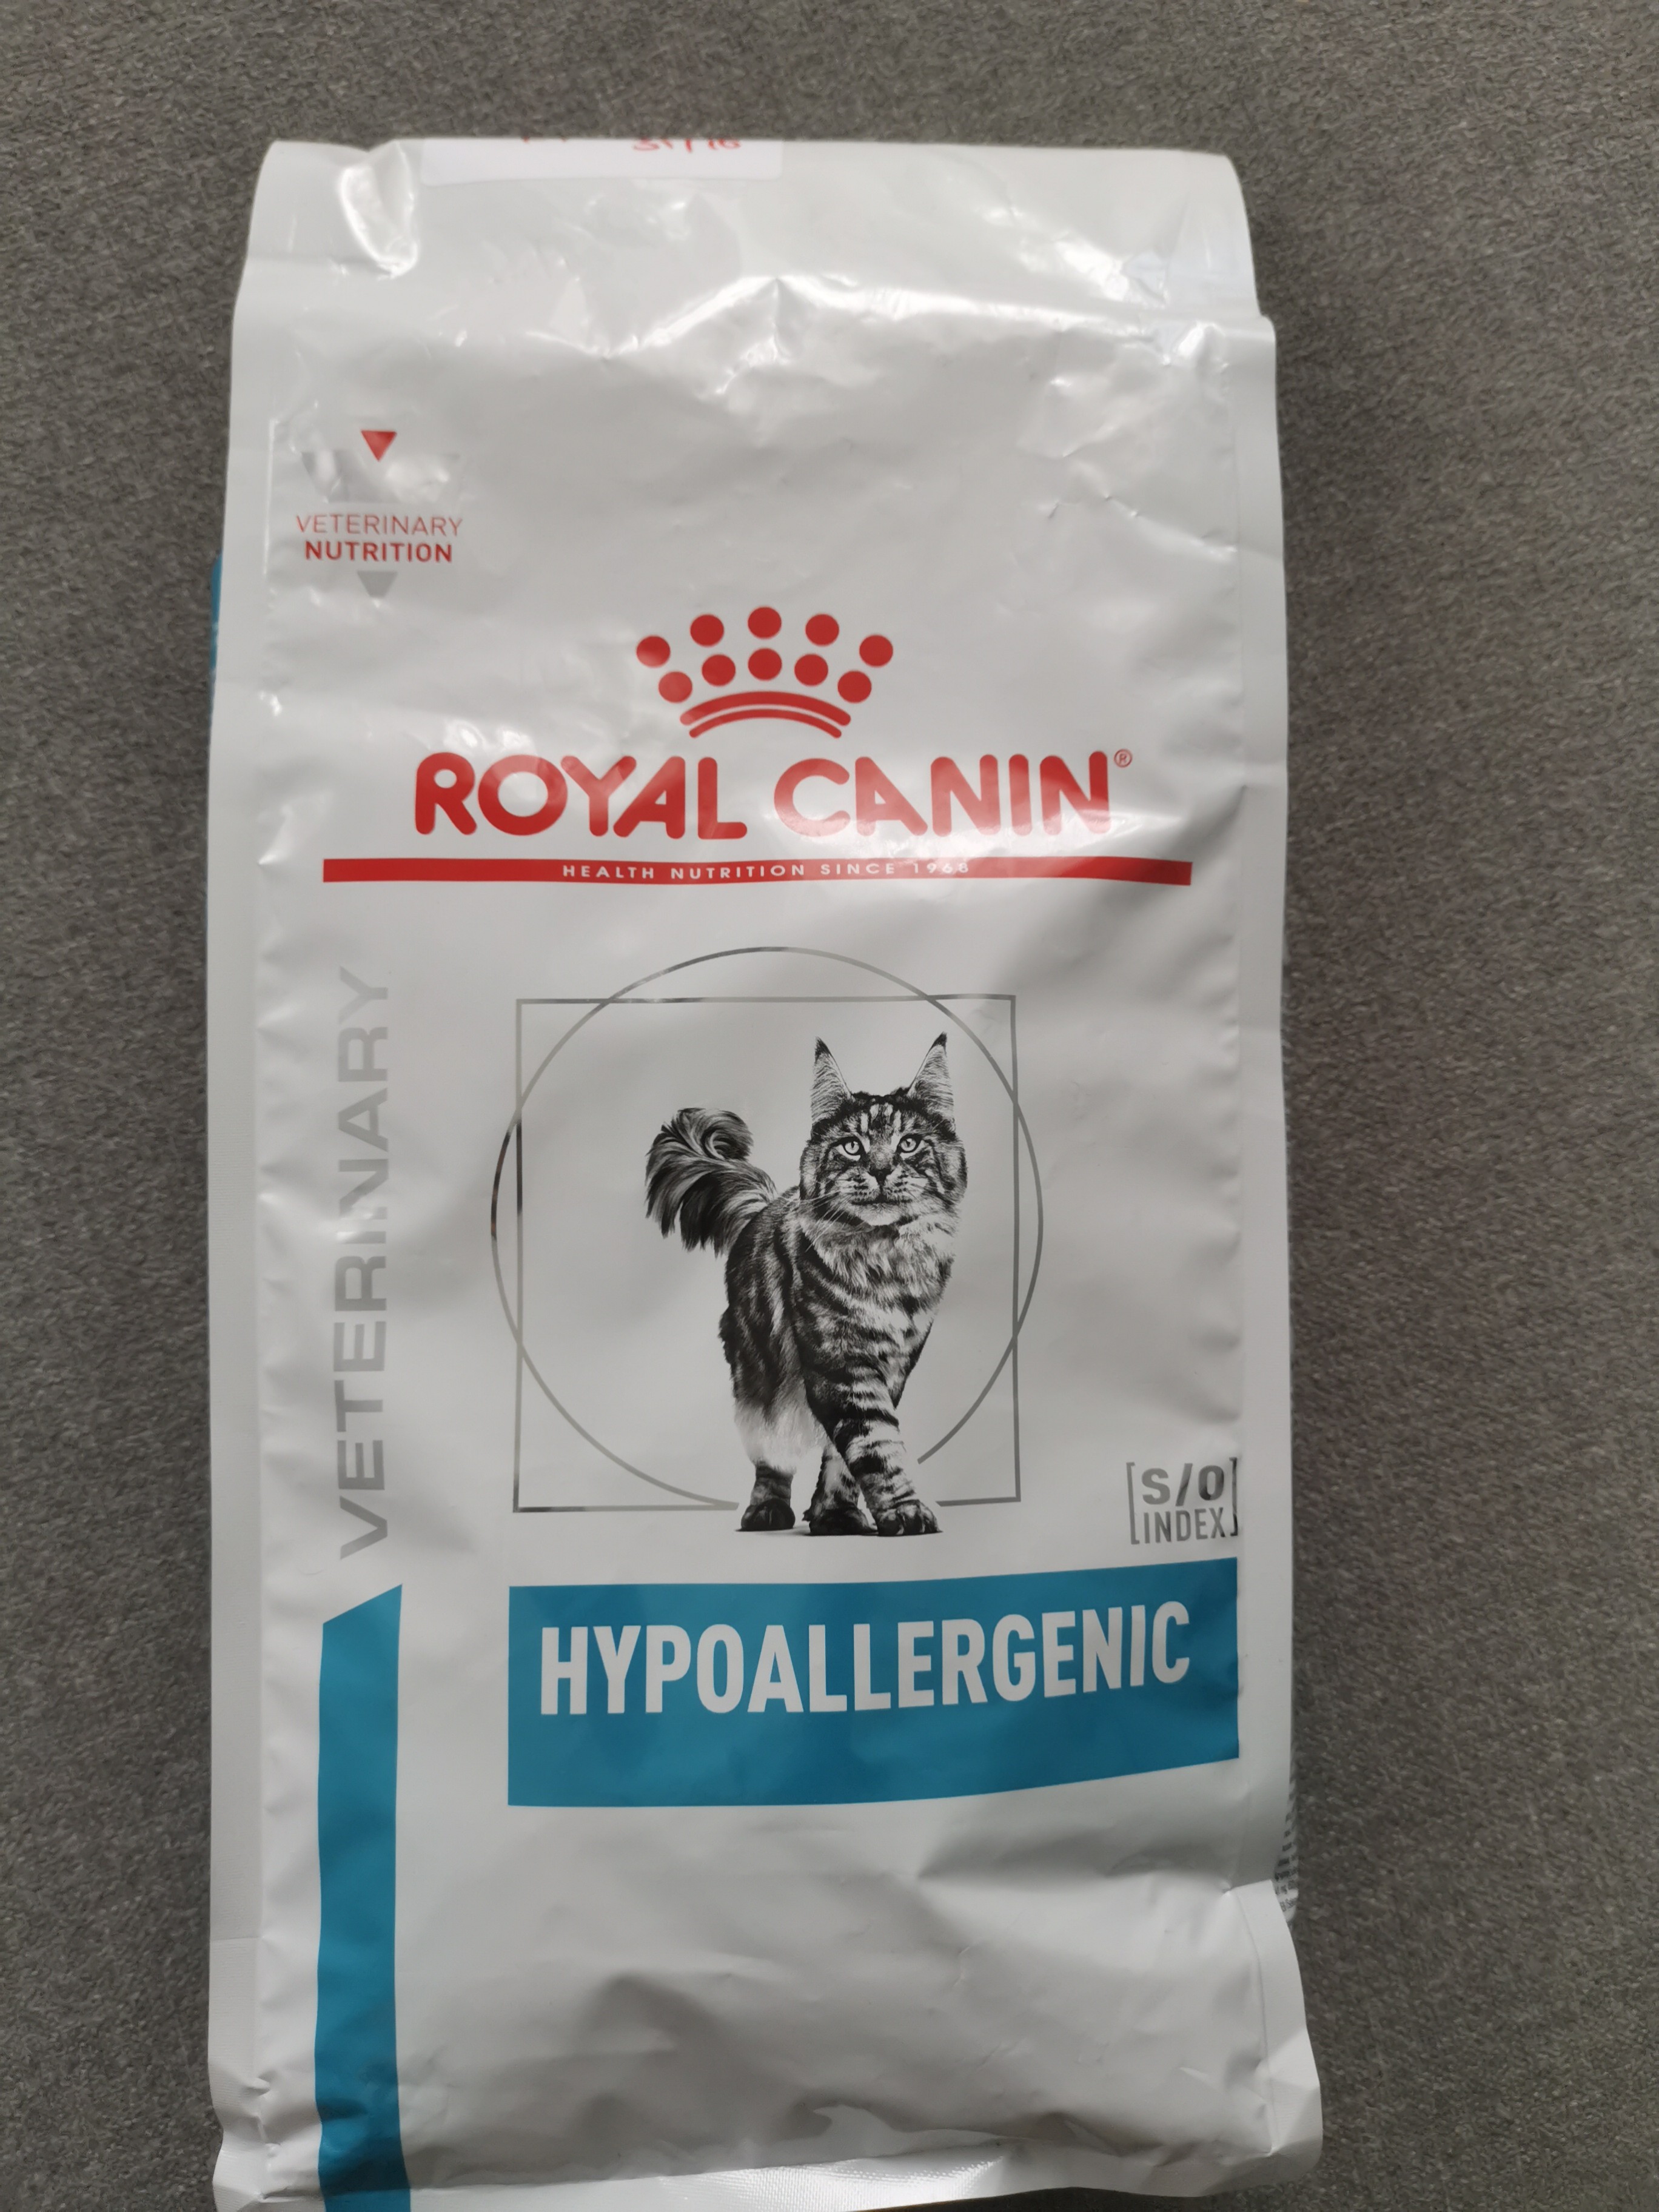 VETERINARY
NUTRITION
ROYAL CANIN®
HEALTH NUTRITION SINCE 1968
VETERINARY
S/O
INDEX
HYPOALLERGENIC